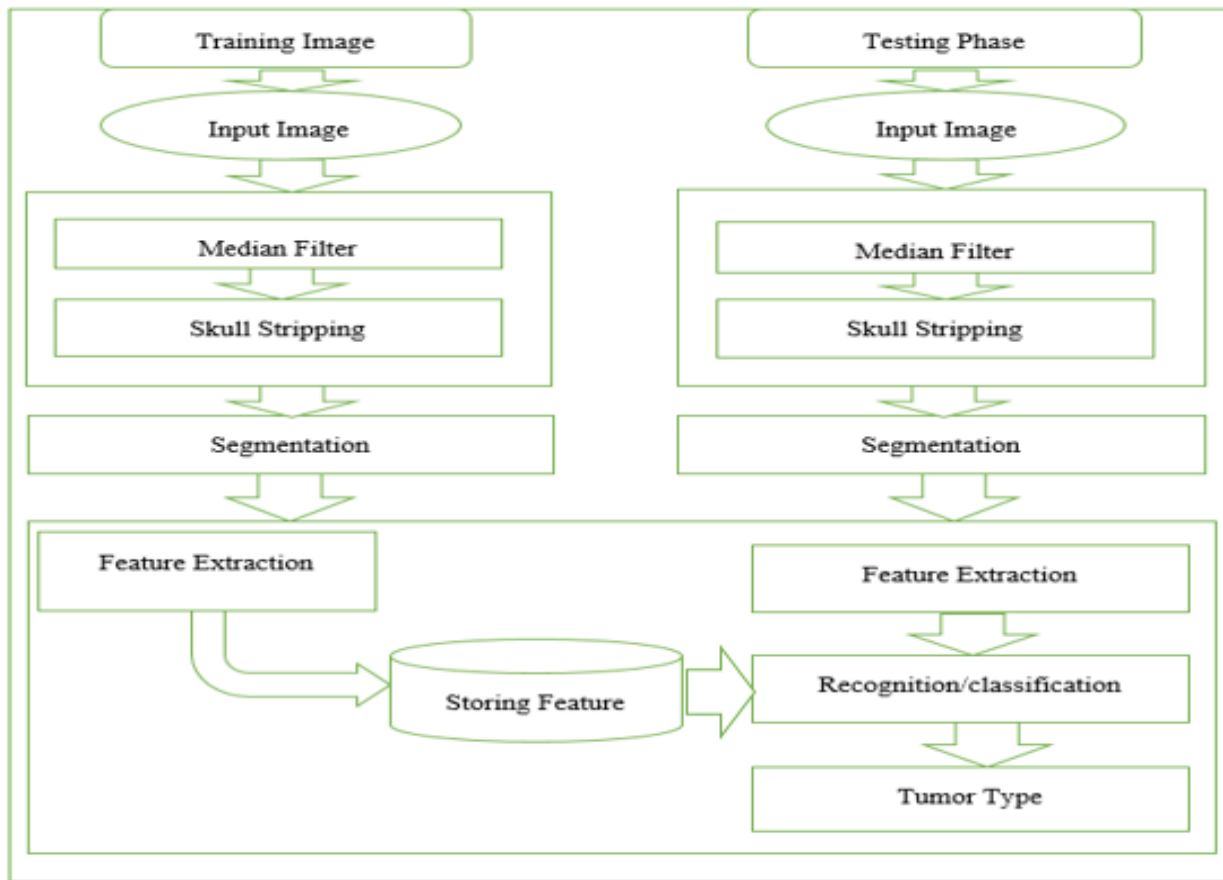 Training Image
Input Image
Median Filter
Skull Stripping
Segmentation
Feature Extraction
Storing Feature
Testing Phase
Input Image
Median Filter
Skull Stripping
Segmentation
Feature Extraction
Recognition/classification
Tumor Type